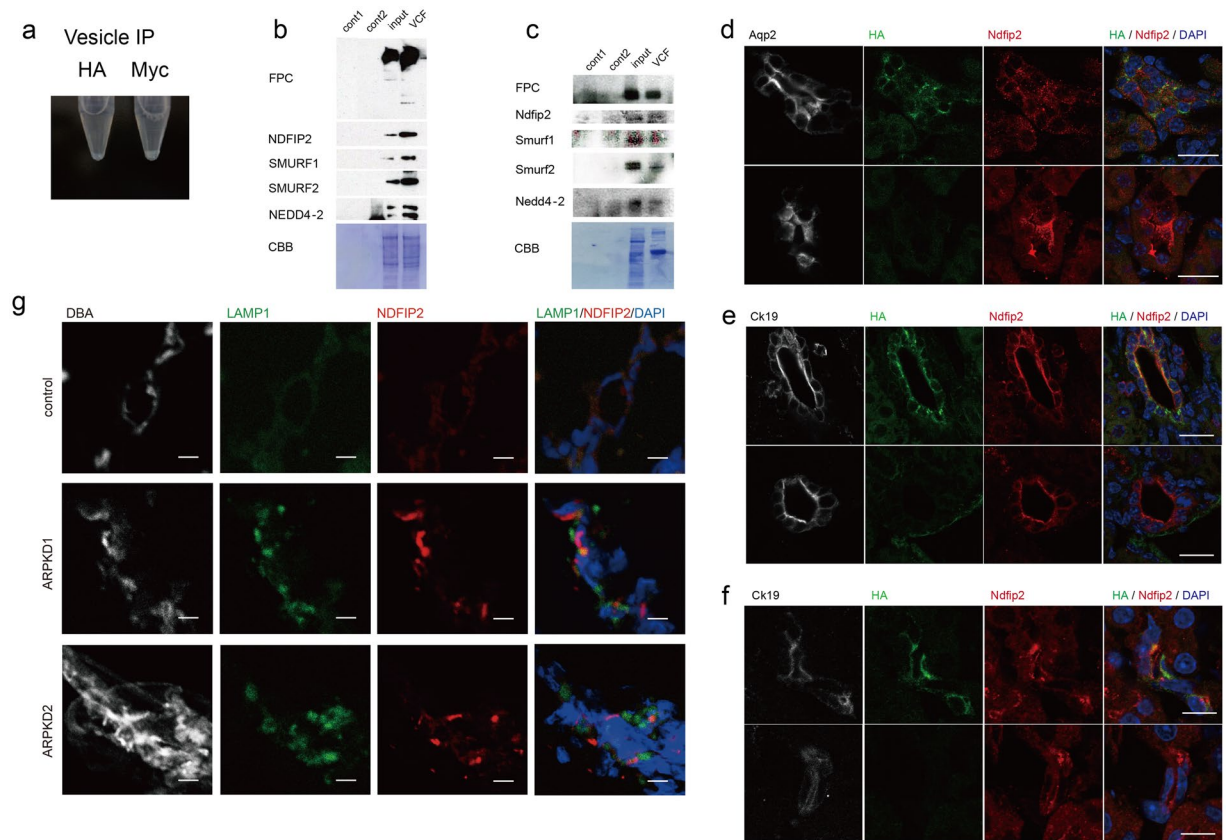 a
Vesicle IP
HA Myc
b
cont1 cont2 input VCF
FPC
NDFIP2
SMURF1
SMURF2
NEDD4-2
CBB
c
cont1 cont2 input VCF
FPC
Ndfip2
Smurf1
Smurf2
Nedd4-2
CBB
d
Aqp2 HA Ndfip2 HA / Ndfip2 / DAPI
e
Ck19 HA Ndfip2 HA / Ndfip2 / DAPI
f
Ck19 HA Ndfip2 HA / Ndfip2 / DAPI
g
DBA LAMP1 NDFIP2 LAMP1/NDFIP2/DAPI
control
ARPKD1
ARPKD2